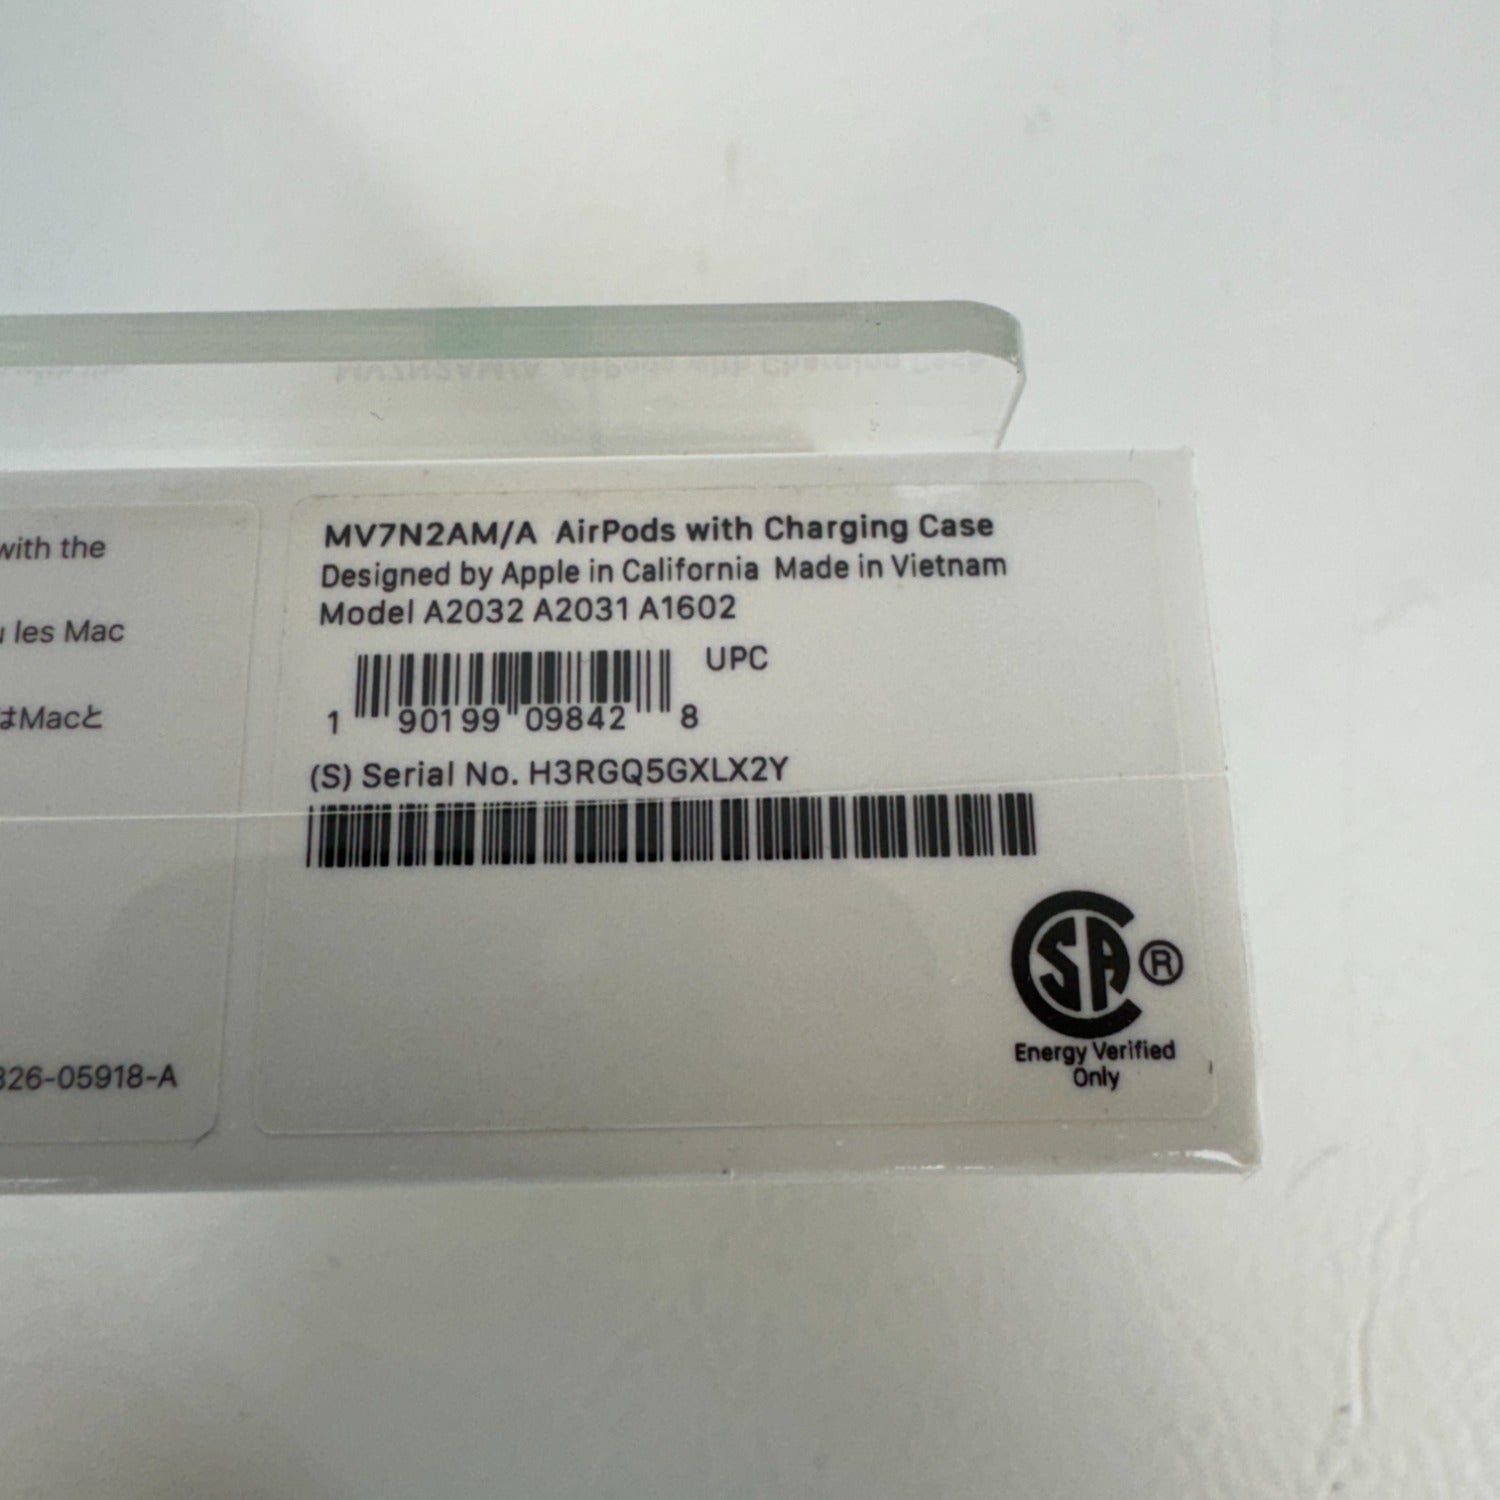 with the
les Mac
はMacと
326-05918-A
MV7N2AM/A AirPods with Charging Case
Designed by Apple in California Made in Vietnam
Model A2032 A2031 A1602
UPC
1 90199 09842 8
(S) Serial No. H3RGQ5GXLX2Y
CSA ®
Energy Verified
Only